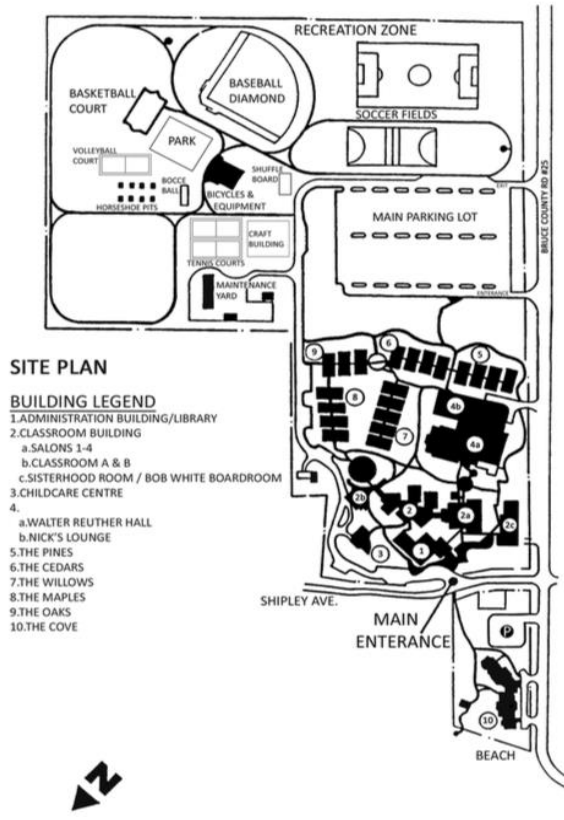 RECREATION ZONE
BASKETBALL
COURT
BASEBALL
DIAMOND
SOCCER FIELDS
PARK
VOLLEYBALL
COURT
BOCCE
BALL
SHUFFLE
BOARD
HORSESHOE PITS
BICYCLES &
EQUIPMENT
EXIT
MAIN PARKING LOT
BRUCE COUNTY RD #25
CRAFT
BUILDING
TENNIS COURTS
MAINTENANCE
YARD
ENTRANCE
9
6
5
8
7
4b
4a
2b
2
2a
2c
3
1
SITE PLAN
BUILDING LEGEND
1.ADMINISTRATION BUILDING/LIBRARY
2.CLASSROOM BUILDING
a.SALONS 1-4
b.CLASSROOM A & B
c.SISTERHOOD ROOM / BOB WHITE BOARDROOM
3.CHILDCARE CENTRE
4.
a.WALTER REUTHER HALL
b.NICK'S LOUNGE
5.THE PINES
6.THE CEDARS
7.THE WILLOWS
8.THE MAPLES
9.THE OAKS
10.THE COVE
SHIPLEY AVE.
MAIN
ENTRANCE
P
10
BEACH
N